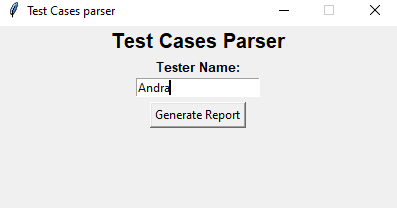 Test Cases parser
Test Cases Parser
Tester Name:
Andra
Generate Report